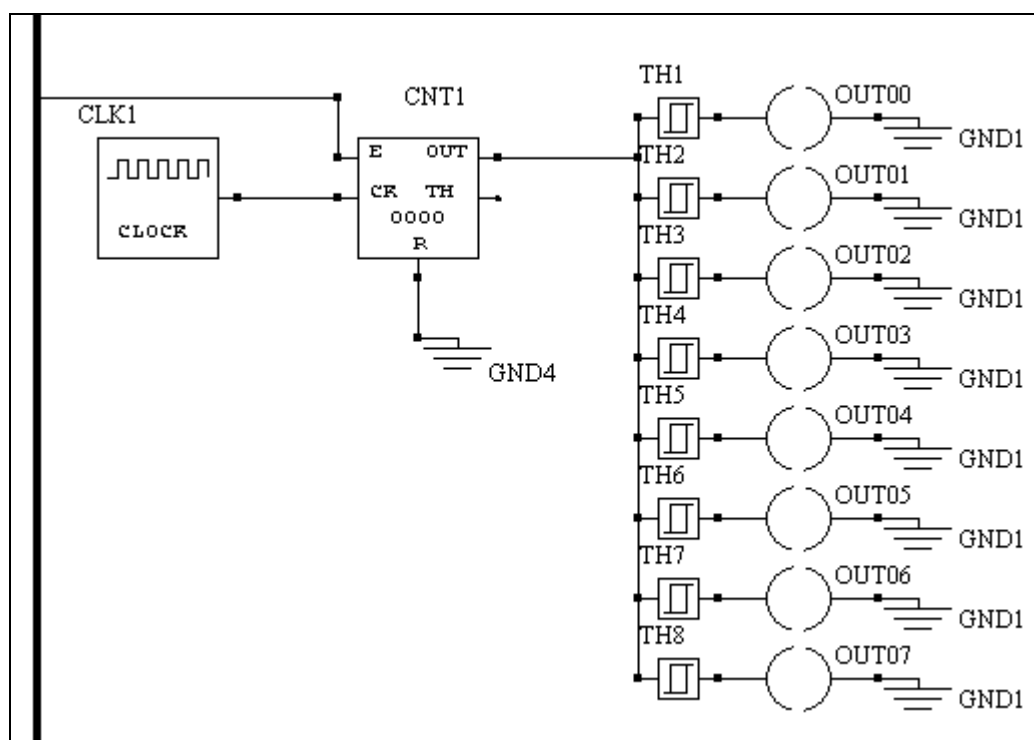 TH1
CNT1
OUT00
CLK1
GND1
E OUT
TH2
OUT01
CK TH
0000
R
CLOCK
GND1
TH3
OUT02
GND1
TH4
OUT03
GND4
GND1
TH5
OUT04
GND1
TH6
OUT05
GND1
TH7
OUT06
GND1
TH8
OUT07
GND1